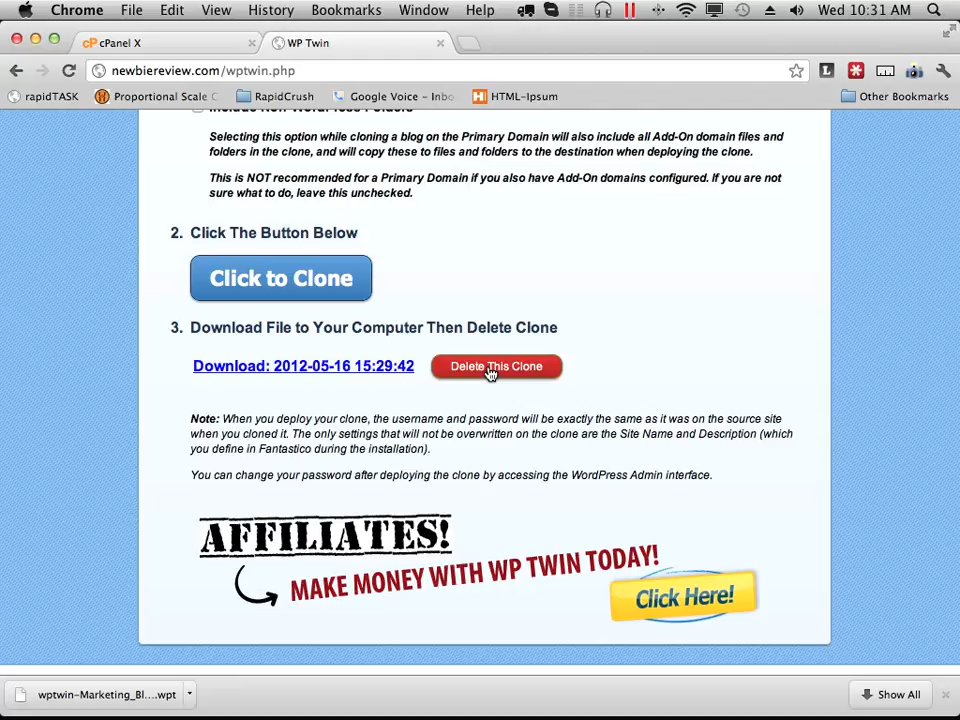 Chrome File Edit View History Bookmarks Window Help Wed 10:31 AM
cP cPanel X WP Twin
newbiereview.com/wptwin.php L
rapidTASK Proportional Scale C RapidCrush Google Voice - Inbo HTML-Ipsum Other Bookmarks
Selecting this option while cloning a blog on the Primary Domain will also include all Add-On domain files and
folders in the clone, and will copy these to files and folders to the destination when deploying the clone.
This is NOT recommended for a Primary Domain if you also have Add-On domains configured. If you are not
sure what to do, leave this unchecked.
2. Click The Button Below
Click to Clone
3. Download File to Your Computer Then Delete Clone
Download: 2012-05-16 15:29:42 Delete This Clone
Note: When you deploy your clone, the username and password will be exactly the same as it was on the source site
when you cloned it. The only settings that will not be overwritten on the clone are the Site Name and Description (which
you define in Fantastico during the installation).
You can change your password after deploying the clone by accessing the WordPress Admin interface.
AFFILIATES!
MAKE MONEY WITH WP TWIN TODAY!
Click Here!
wptwin-Marketing_Bl....wpt Show All